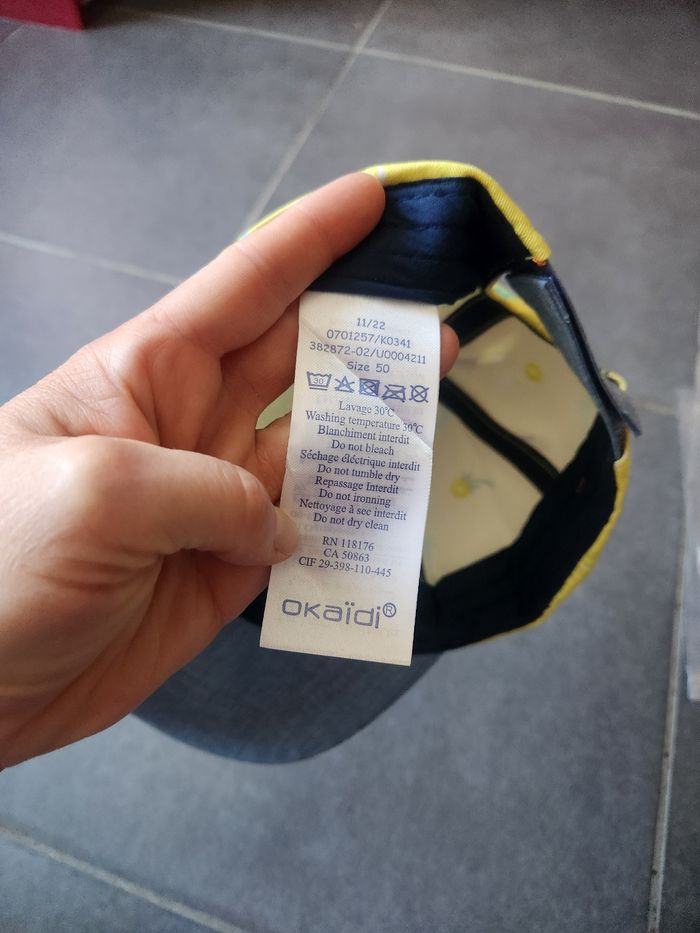 11/22
0701257/K0341
382872-02/U0004211
Size 50
30
Lavage 30°C
Washing temperature 30°C
Blanchiment interdit
Do not bleach
Séchage électrique interdit
Do not tumble dry
Repassage Interdit
Do not ironning
Nettoyage à sec interdit
Do not dry clean
RN 118176
CA 50863
CIF 29-398-110-445
okaïdi®